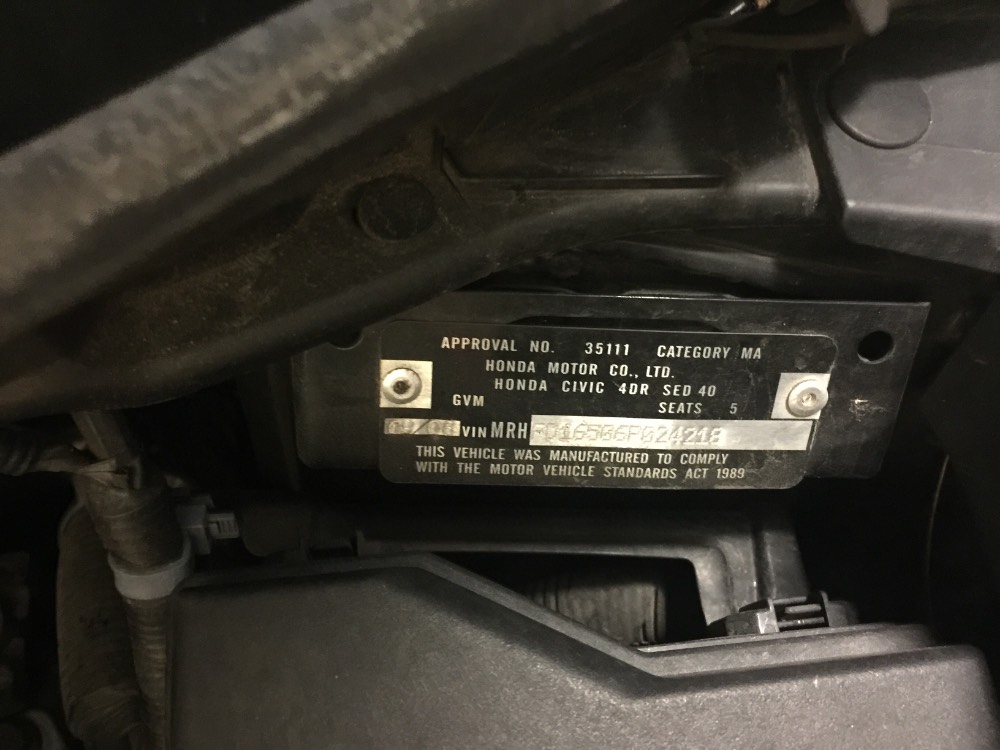 APPROVAL NO. 35111 CATEGORY MA
HONDA MOTOR CO., LTD.
HONDA CIVIC 4DR SED 40
GVM SEATS 5
VIN MRH
THIS VEHICLE WAS MANUFACTURED TO COMPLY
WITH THE MOTOR VEHICLE STANDARDS ACT 1989